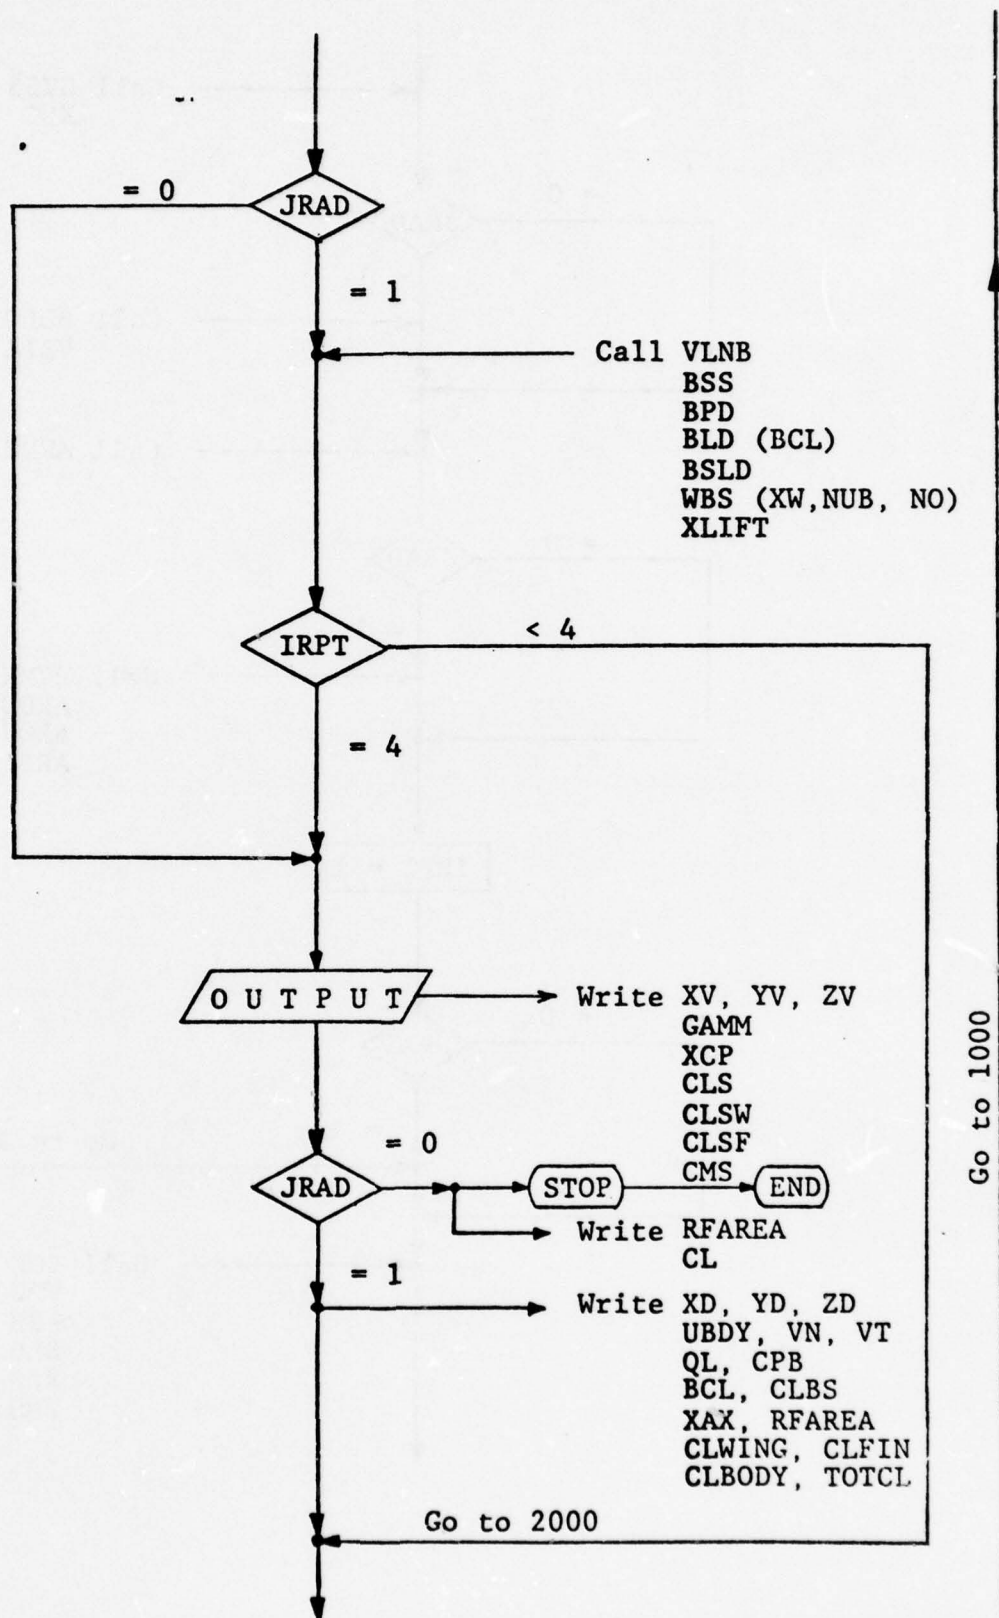 = 0
JRAD
= 1
Call VLNB
BSS
BPD
BLD (BCL)
BSLD
WBS (XW,NUB, NO)
XLIFT
IRPT
< 4
= 4
O U T P U T
Write XV, YV, ZV
GAMM
XCP
CLS
CLSW
CLSF
CMS
= 0
JRAD
STOP
END
Write RFAREA
CL
= 1
Write XD, YD, ZD
UBDY, VN, VT
QL, CPB
BCL, CLBS
XAX, RFAREA
CLWING, CLFIN
CLBODY, TOTCL
Go to 2000
Go to 1000